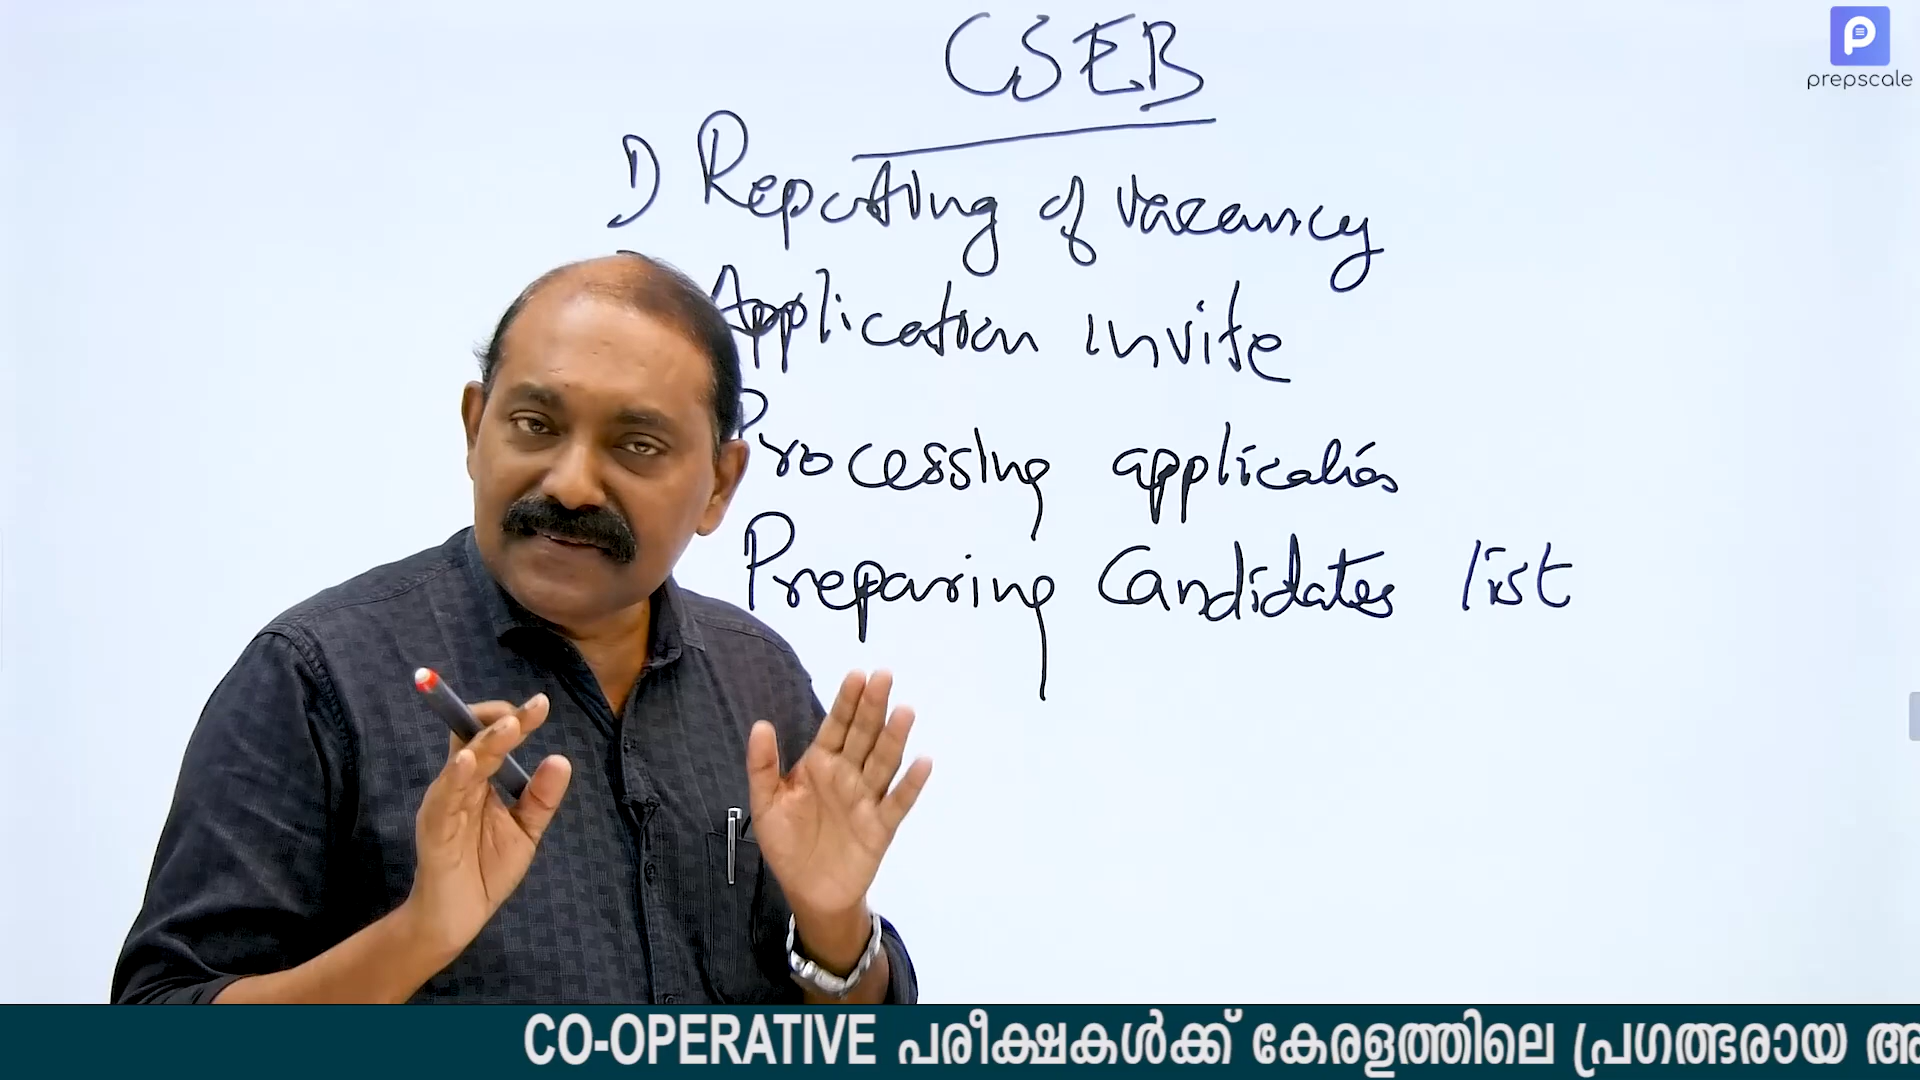 CSEB
prepscale
1) Reporting of vacancy
Application invite
Processing application
Preparing Candidates list
CO-OPERATIVE പരീക്ഷകൾക്ക് കേരളത്തിലെ പ്രഗത്ഭരായ അ